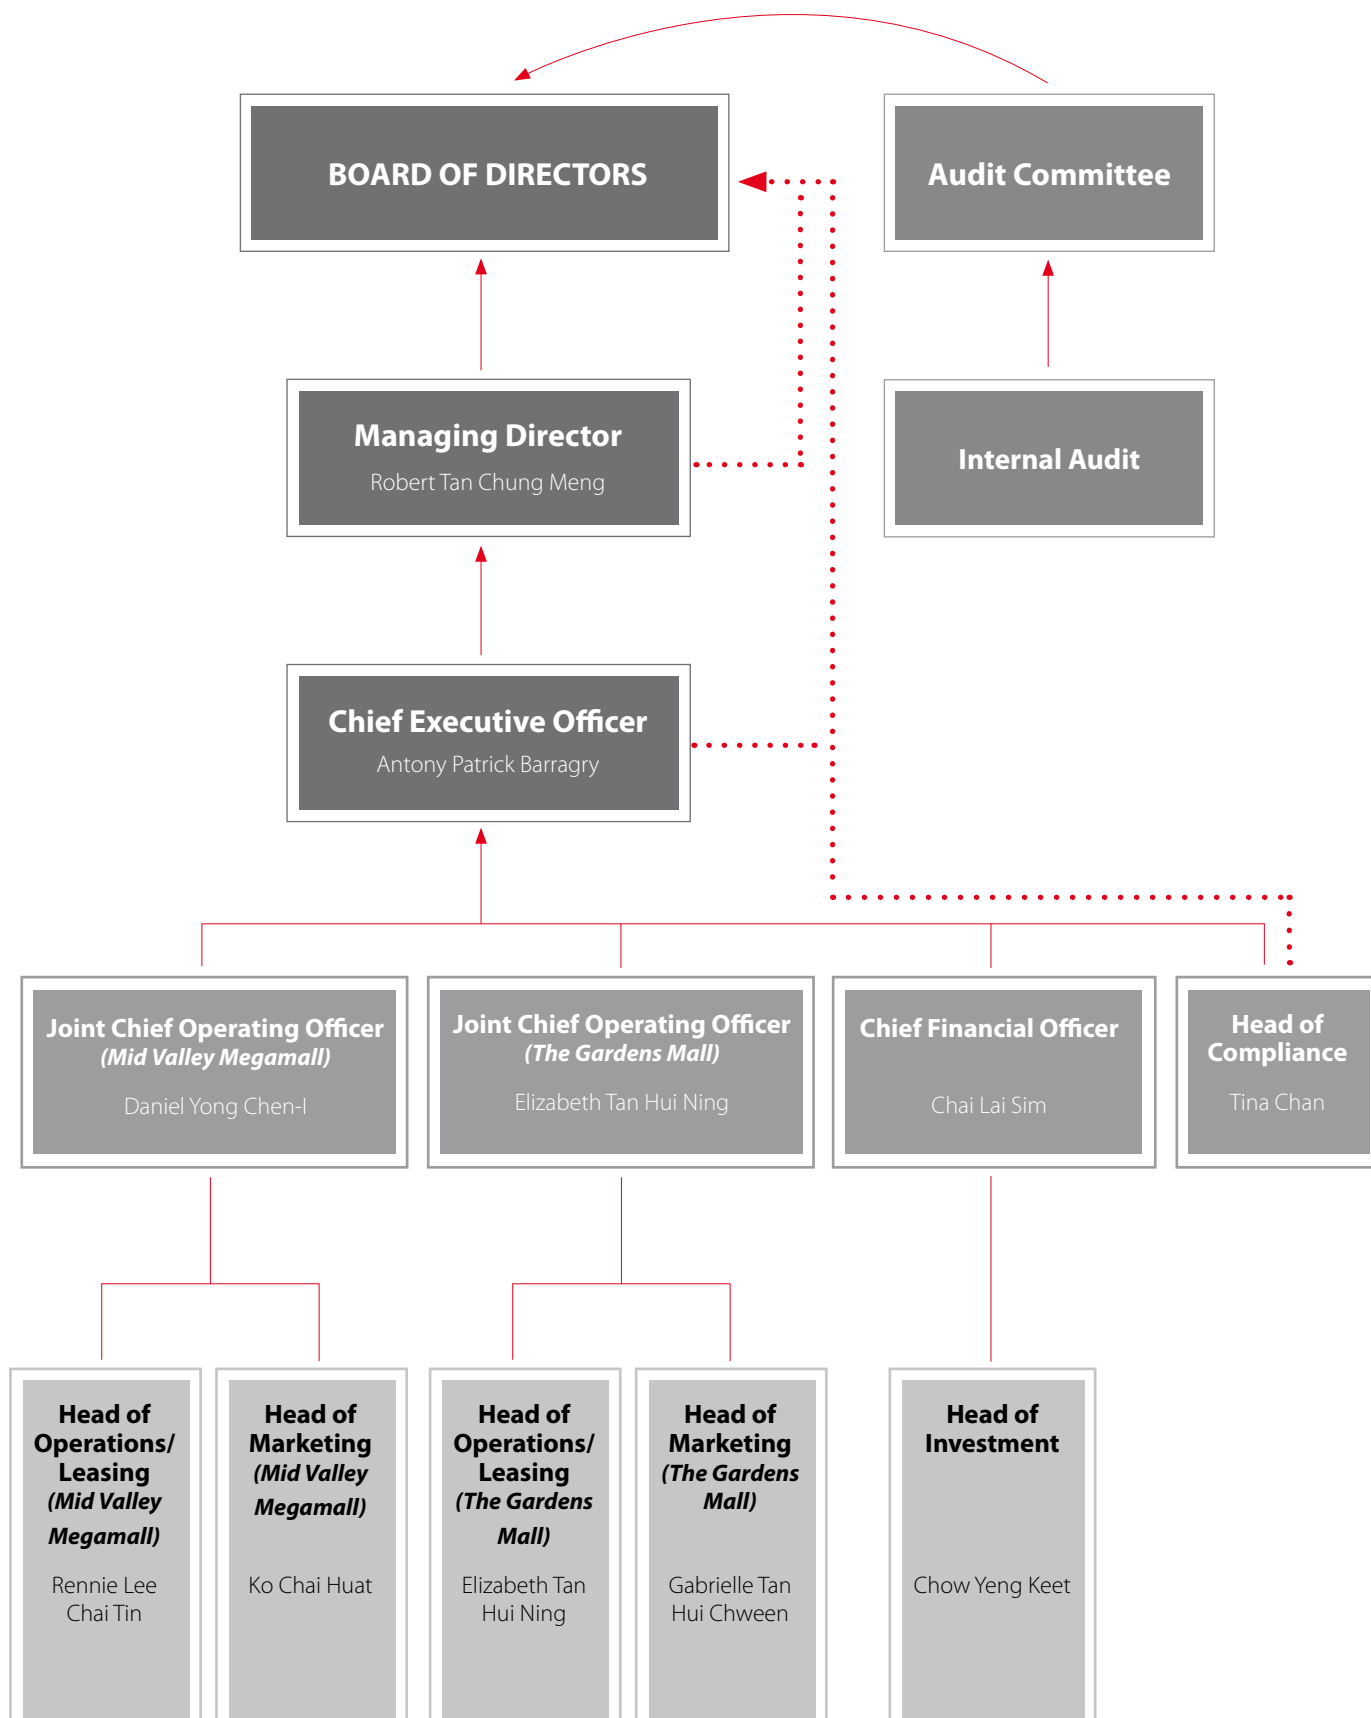 BOARD OF DIRECTORS
Audit Committee
Managing Director
Robert Tan Chung Meng
Internal Audit
Chief Executive Officer
Antony Patrick Barragry
Joint Chief Operating Officer
(Mid Valley Megamall)
Daniel Yong Chen-I
Joint Chief Operating Officer
(The Gardens Mall)
Elizabeth Tan Hui Ning
Chief Financial Officer
Chai Lai Sim
Head of
Compliance
Tina Chan
Head of
Operations/
Leasing
(Mid Valley
Megamall)
Rennie Lee
Chai Tin
Head of
Marketing
(Mid Valley
Megamall)
Ko Chai Huat
Head of
Operations/
Leasing
(The Gardens
Mall)
Elizabeth Tan
Hui Ning
Head of
Marketing
(The Gardens
Mall)
Gabrielle Tan
Hui Chween
Head of
Investment
Chow Yeng Keet